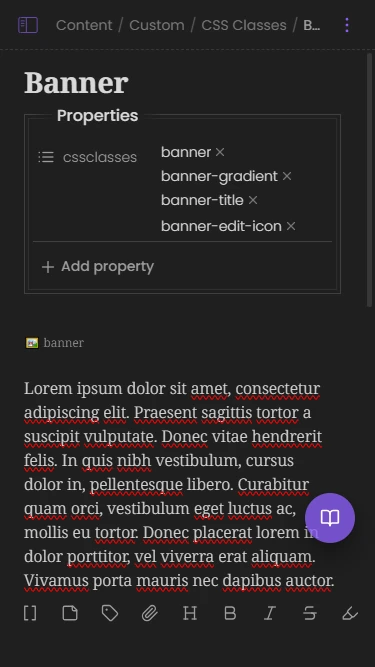 Content / Custom / CSS Classes / B...
Banner
Properties
cssclasses
banner ×
banner-gradient ×
banner-title ×
banner-edit-icon ×
+ Add property
banner
Lorem ipsum dolor sit amet, consectetur
adipiscing elit. Praesent sagittis tortor a
suscipit vulputate. Donec vitae hendrerit
felis. In quis nibh vestibulum, cursus
dolor in, pellentesque libero. Curabitur
quam orci, vestibulum eget luctus ac,
mollis eu tortor. Donec placerat lorem in
dolor porttitor, vel viverra erat aliquam.
Vivamus porta mauris nec dapibus auctor.
H B I S